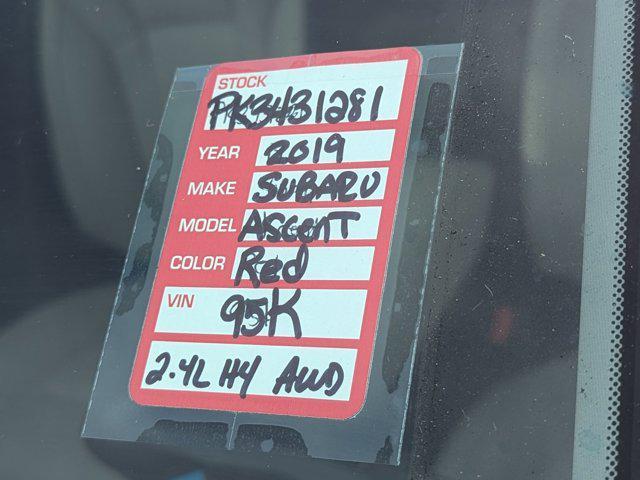 STOCK
PK3431281
YEAR 2019
MAKE SUBARU
MODEL Ascent
COLOR Red
VIN 95K
2.4L H4 AWD